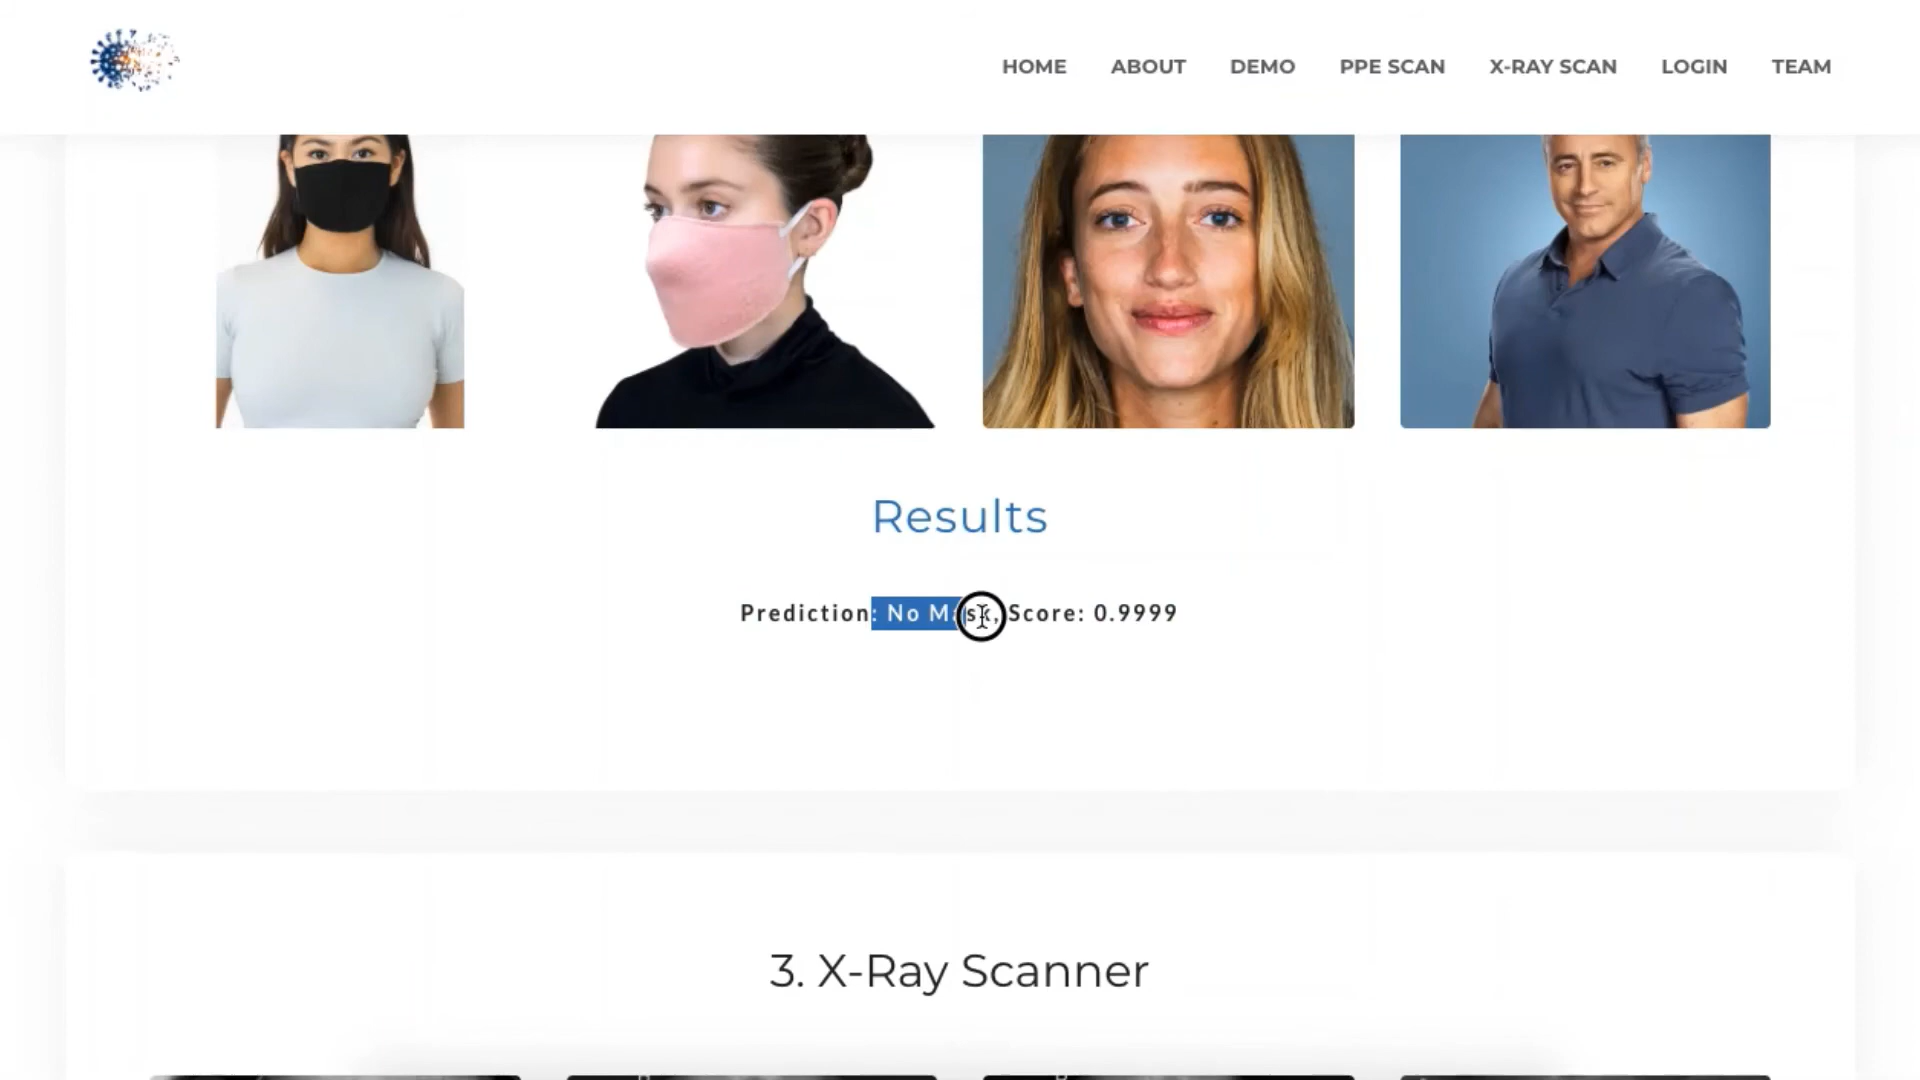 HOME ABOUT DEMO PPE SCAN X-RAY SCAN LOGIN TEAM
Results
Prediction: No Mask, Score: 0.9999
3. X-Ray Scanner